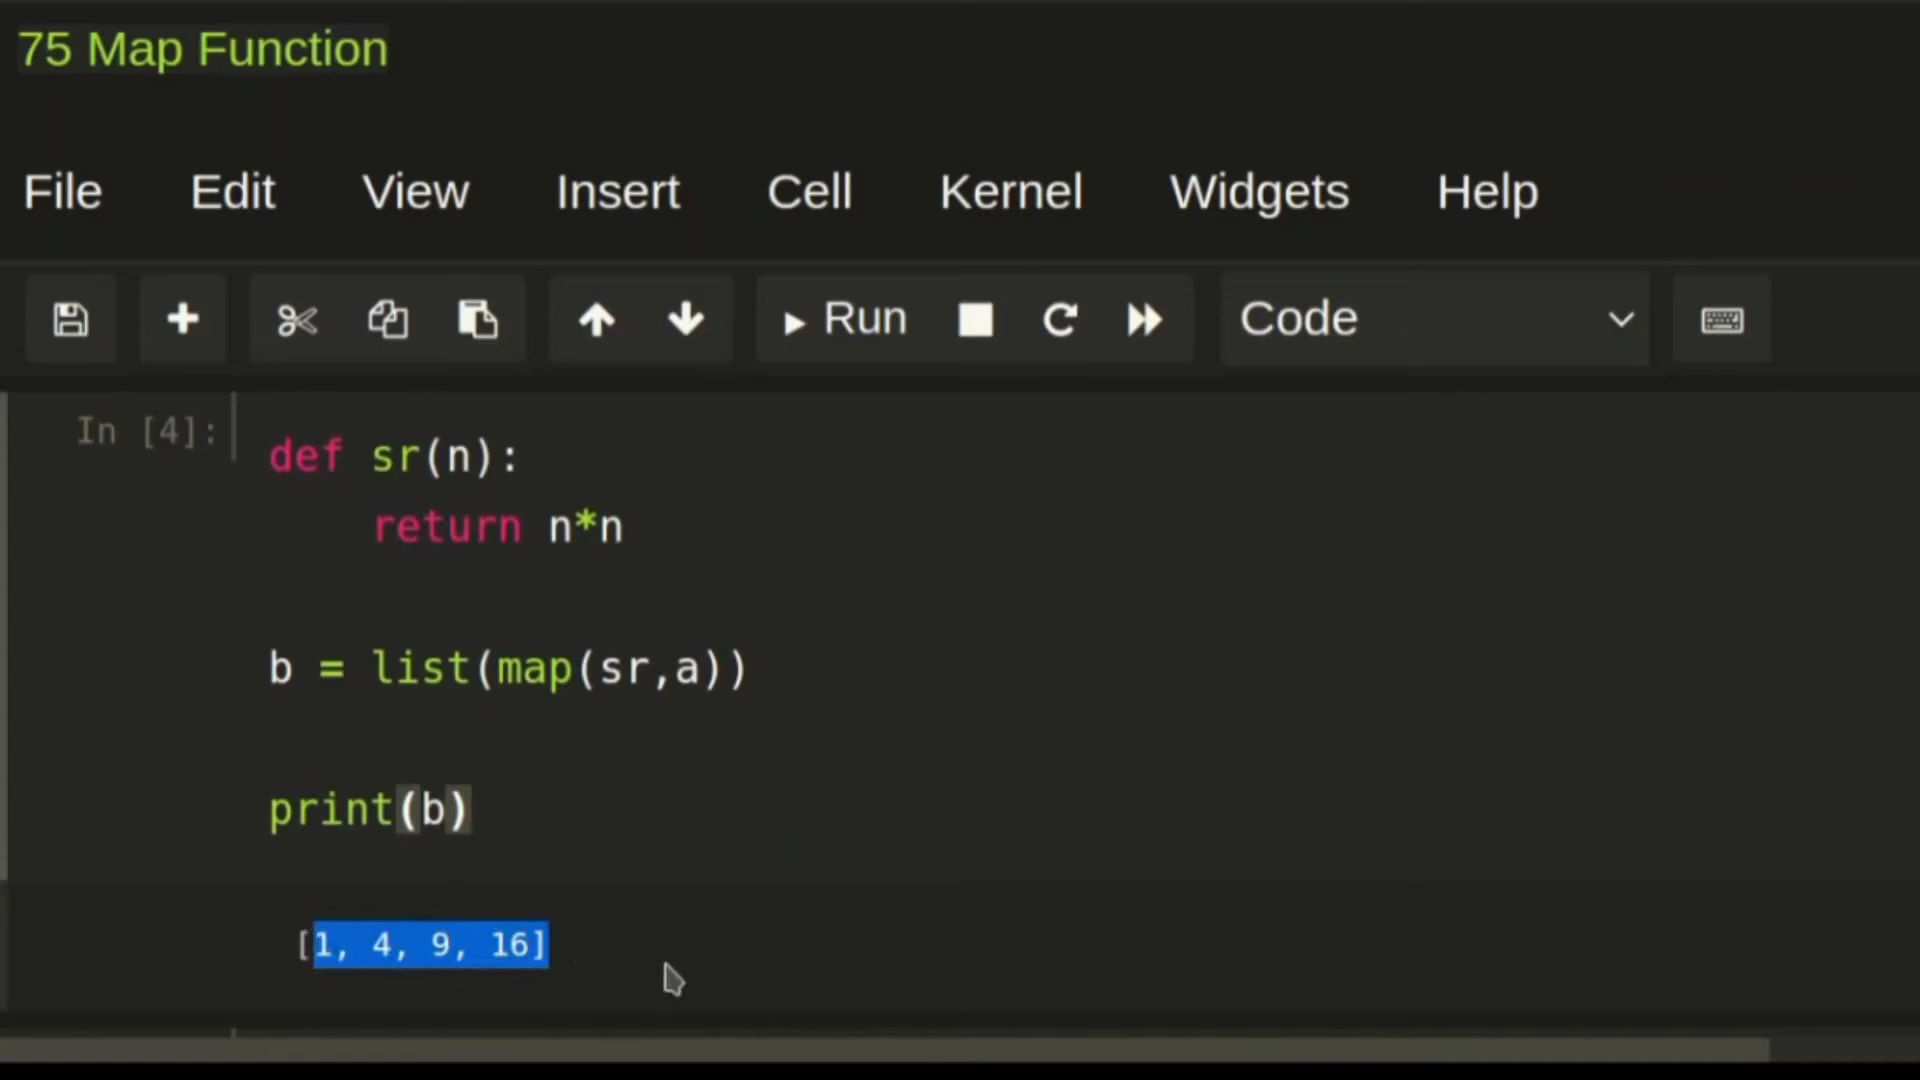 75 Map Function
File Edit View Insert Cell Kernel Widgets Help
Run Code
In [4]:
def sr(n):
    return n*n
b = list(map(sr,a))
print(b)
[1, 4, 9, 16]